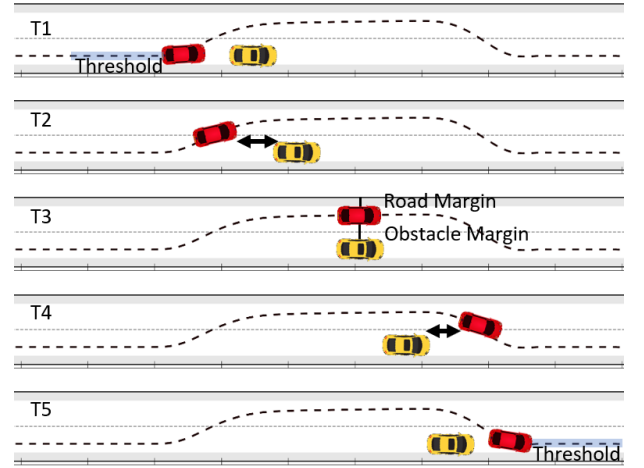 T1
Threshold
T2
T3
Road Margin
Obstacle Margin
T4
T5
Threshold